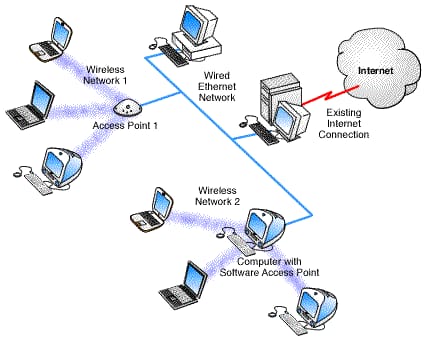 Wireless
Network 1
Access Point 1
Wired
Ethernet
Network
Internet
Existing
Internet
Connection
Wireless
Network 2
Computer with
Software Access Point